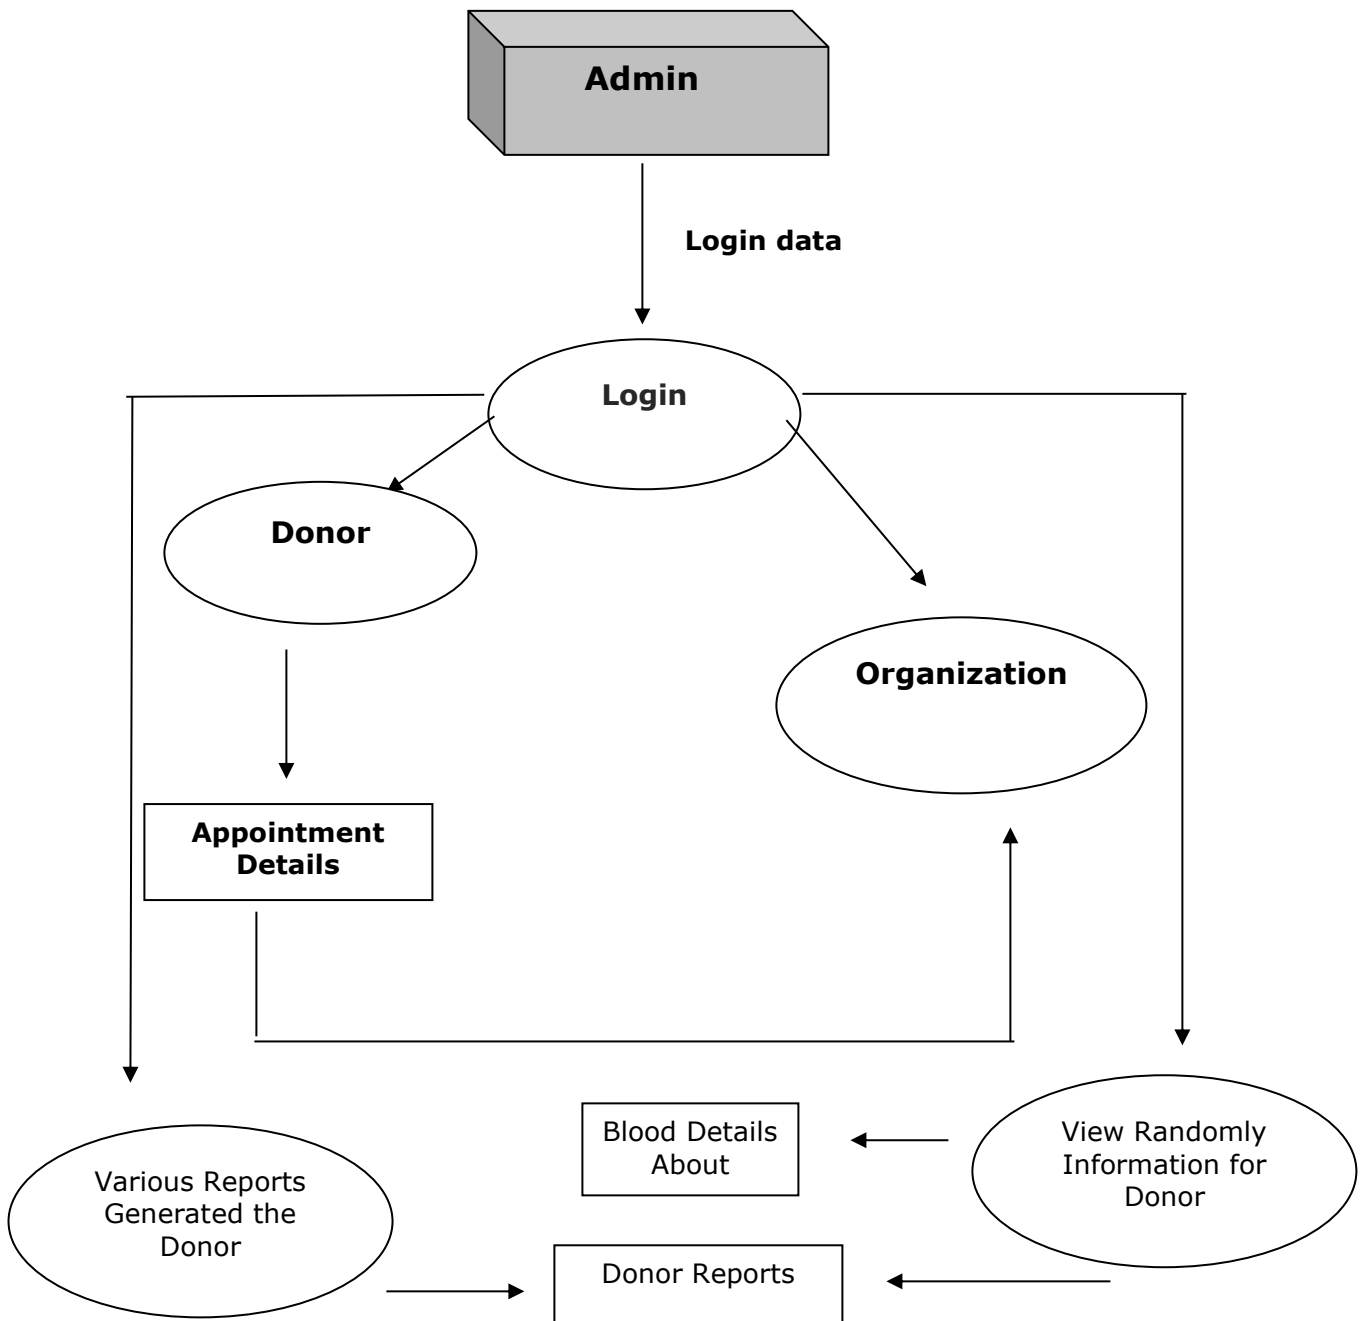 Admin
Login data
Login
Donor
Organization
Appointment
Details
Blood Details
About
View Randomly
Information for
Donor
Various Reports
Generated the
Donor
Donor Reports